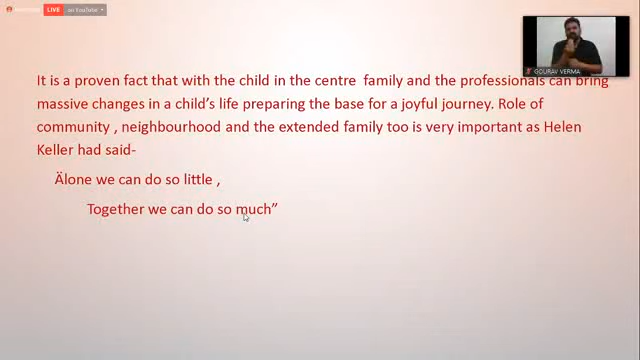 LIVE on YouTube
GOURAV VERMA
It is a proven fact that with the child in the centre family and the professionals can bring
massive changes in a child's life preparing the base for a joyful journey. Role of
community , neighbourhood and the extended family too is very important as Helen
Keller had said-
Älone we can do so little ,
Together we can do so much”